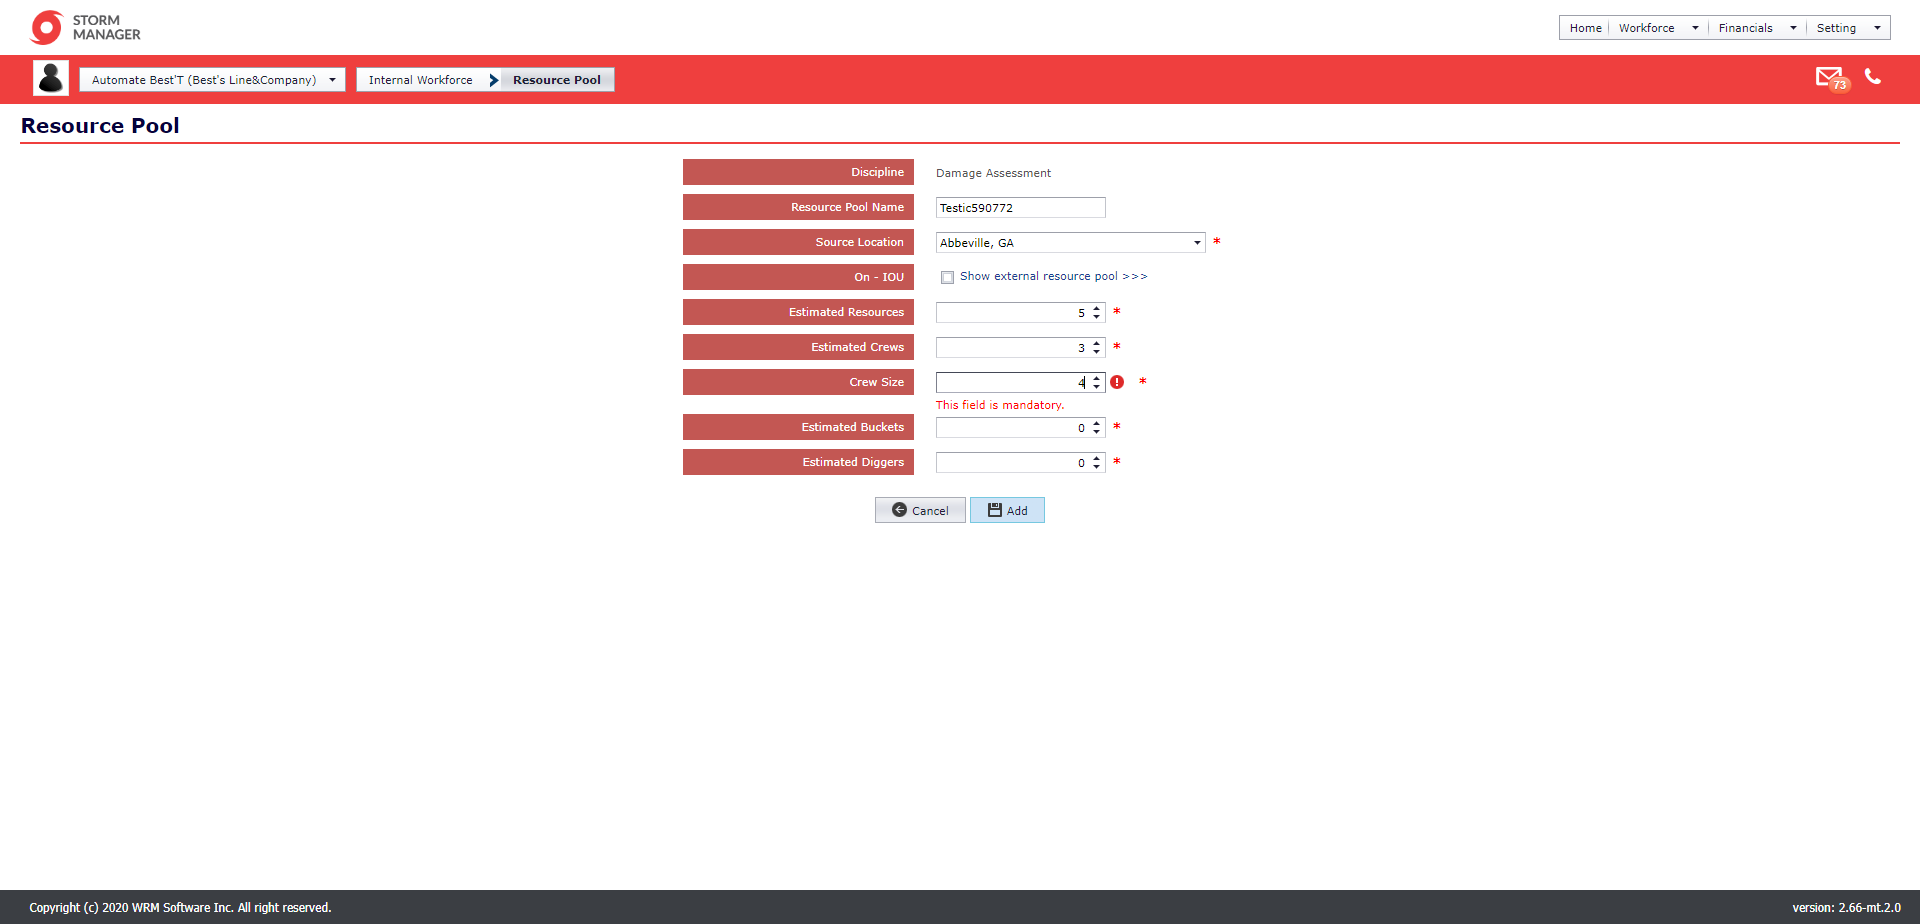 STORM
MANAGER
Home Workforce Financials Setting
Automate Best'T (Best's Line&Company) Internal Workforce Resource Pool 73
Resource Pool
Discipline Damage Assessment
Resource Pool Name Testic590772
Source Location Abbeville, GA *
On - IOU Show external resource pool >>>
Estimated Resources 5 *
Estimated Crews 3 *
Crew Size 4 ! *
This field is mandatory.
Estimated Buckets 0 *
Estimated Diggers 0 *
Cancel Add
Copyright (c) 2020 WRM Software Inc. All right reserved. version: 2.66-mt.2.0